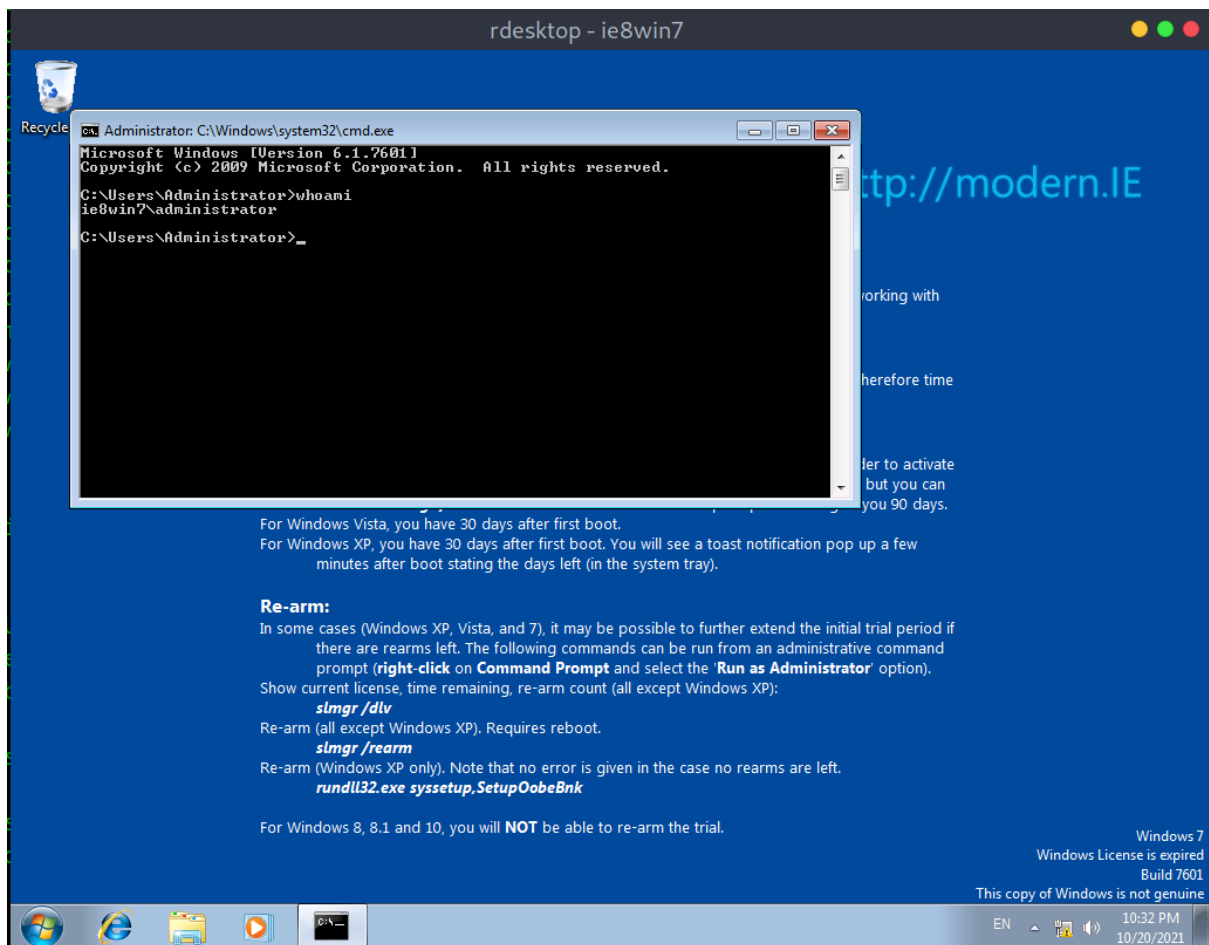 rdesktop - ie8win7
Recycle
Administrator: C:\Windows\system32\cmd.exe
Microsoft Windows [Version 6.1.7601]
Copyright (c) 2009 Microsoft Corporation. All rights reserved.
C:\Users\Administrator>whoami
ie8win7\administrator
C:\Users\Administrator>_
ttp://modern.IE
orking with
herefore time
der to activate
but you can
you 90 days.
For Windows Vista, you have 30 days after first boot.
For Windows XP, you have 30 days after first boot. You will see a toast notification pop up a few
minutes after boot stating the days left (in the system tray).
Re-arm:
In some cases (Windows XP, Vista, and 7), it may be possible to further extend the initial trial period if
there are rearms left. The following commands can be run from an administrative command
prompt (right-click on Command Prompt and select the 'Run as Administrator' option).
Show current license, time remaining, re-arm count (all except Windows XP):
slmgr /dlv
Re-arm (all except Windows XP). Requires reboot.
slmgr /rearm
Re-arm (Windows XP only). Note that no error is given in the case no rearms are left.
rundll32.exe syssetup,SetupOobeBnk
For Windows 8, 8.1 and 10, you will NOT be able to re-arm the trial.
Windows 7
Windows License is expired
Build 7601
This copy of Windows is not genuine
C:\_
EN
10:32 PM
10/20/2021